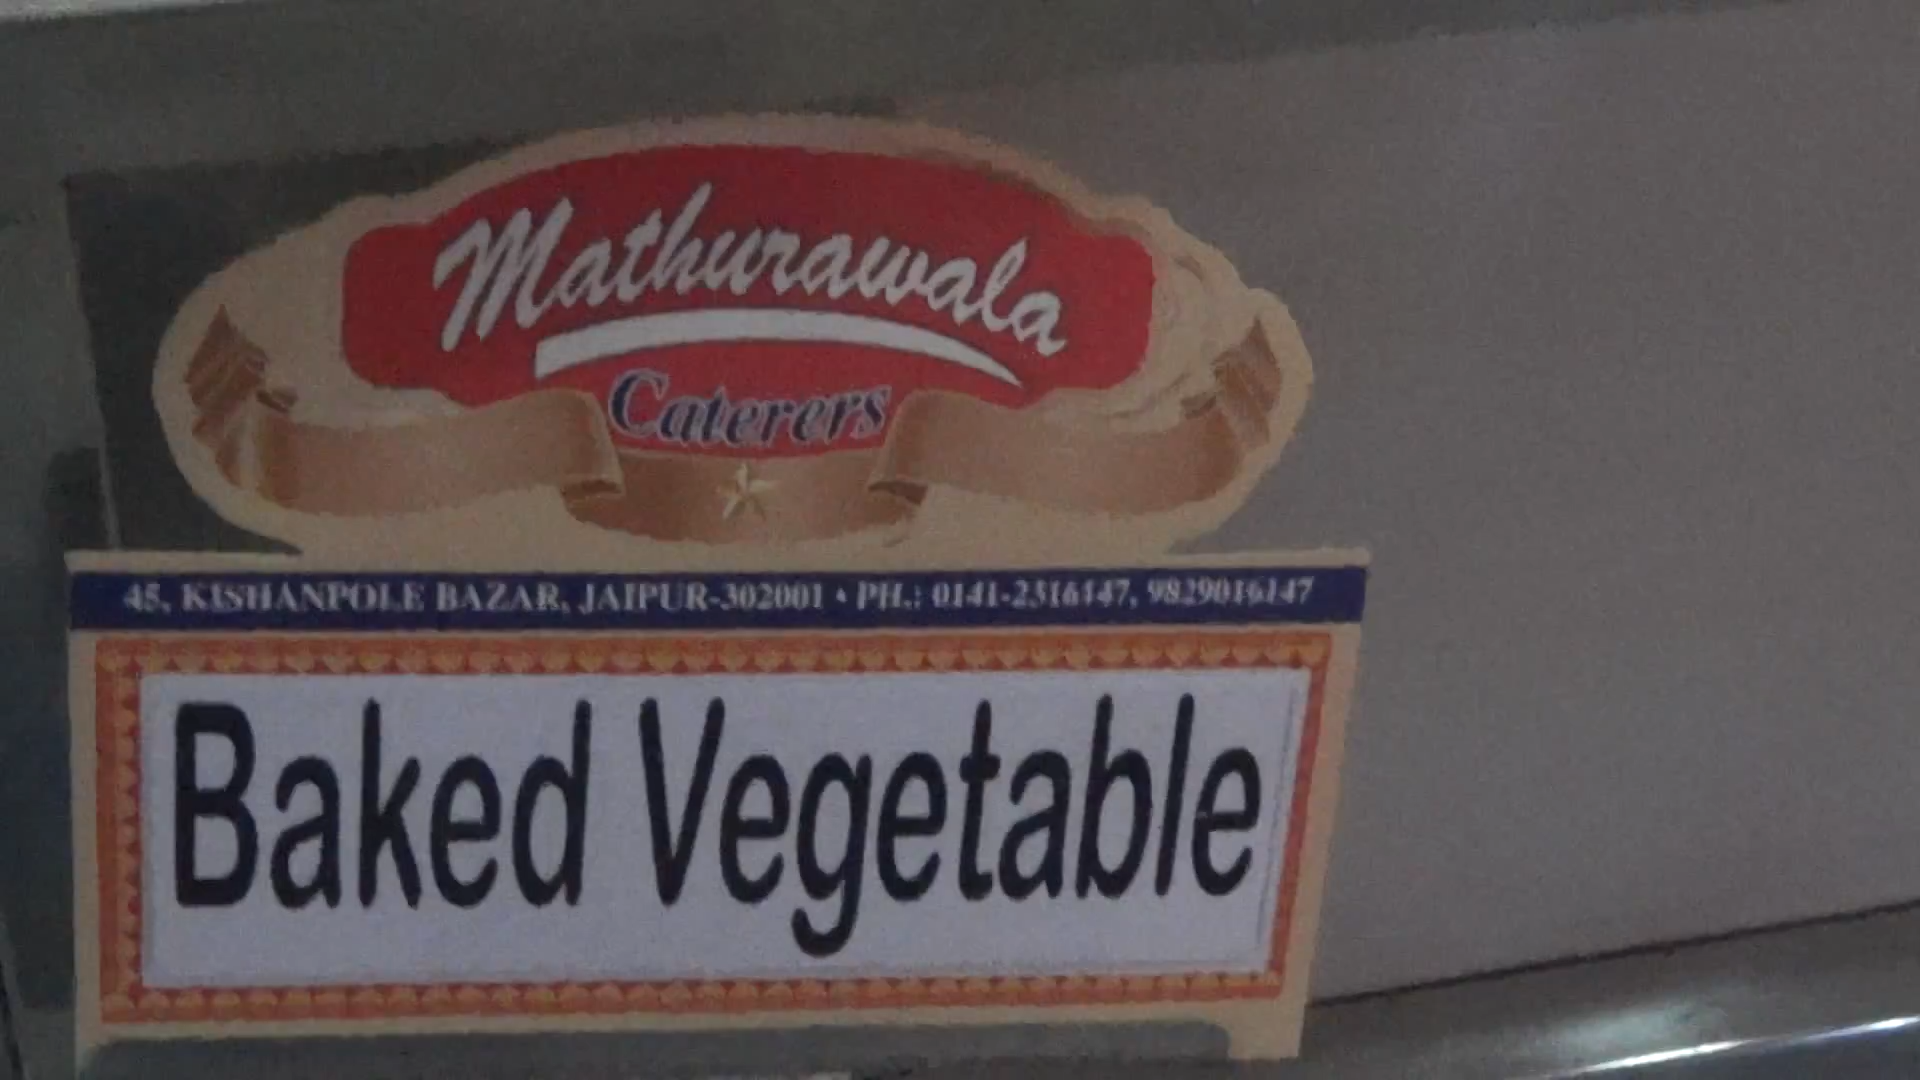 Mathurawala
Caterers
45, KISHANPOLE BAZAR, JAIPUR-302001 • PH.: 0141-2316147, 9829016147
Baked Vegetable